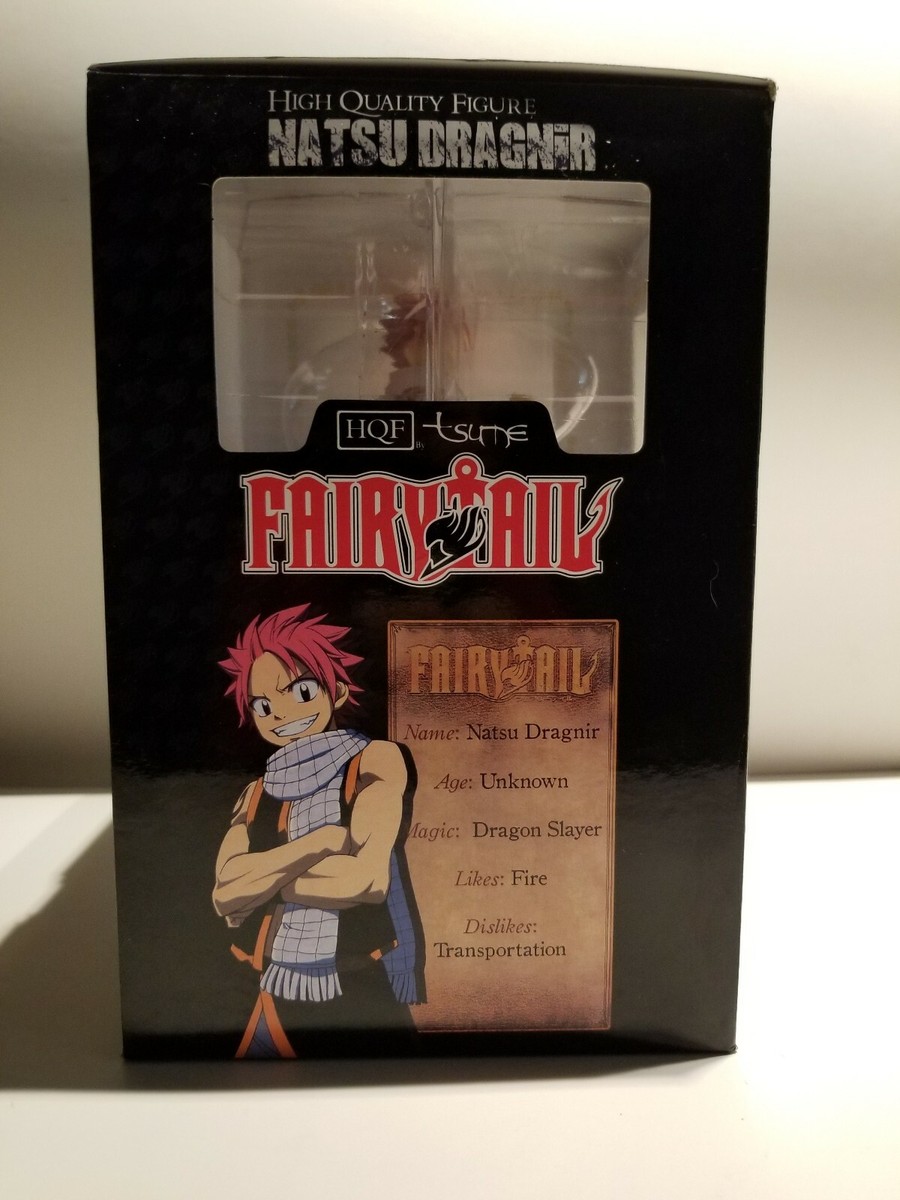 HIGH QUALITY FIGURE
NATSU DRAGNiR
HQF By tsume
FAIRY TAIL
FAIRY TAIL
Name: Natsu Dragnir
Age: Unknown
Magic: Dragon Slayer
Likes: Fire
Dislikes:
Transportation